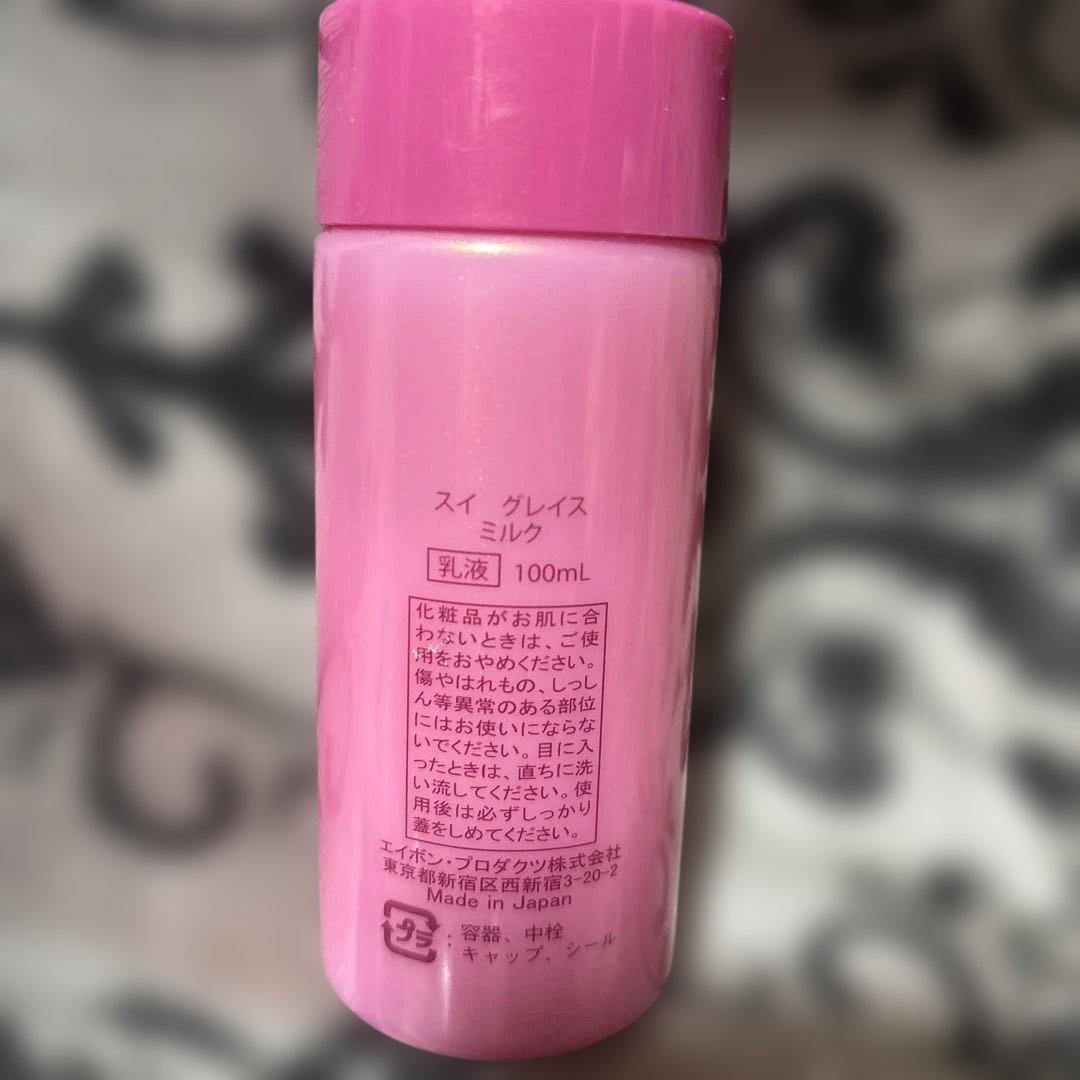 スイ グレイス
ミルク
乳液 100mL
化粧品がお肌に合
わないときは、ご使
用をおやめください。
傷やはれもの、しっし
ん等異常のある部位
にはお使いにならな
いでください。目に入
ったときは、直ちに洗
い流してください。使
用後は必ずしっかり
蓋をしめてください。
エイボン・プロダクツ株式会社
東京都新宿区西新宿3-20-2
Made in Japan
プラ : 容器、中栓
キャップ、シール